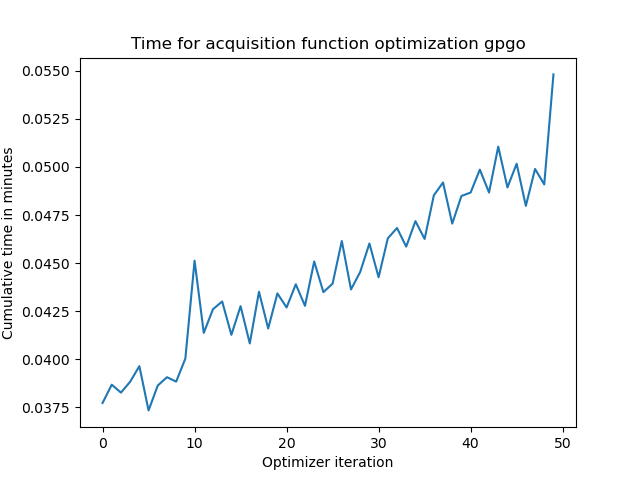 Time for acquisition function optimization gpgo
Cumulative time in minutes
0.0550
0.0525
0.0500
0.0475
0.0450
0.0425
0.0400
0.0375
0 10 20 30 40 50
Optimizer iteration